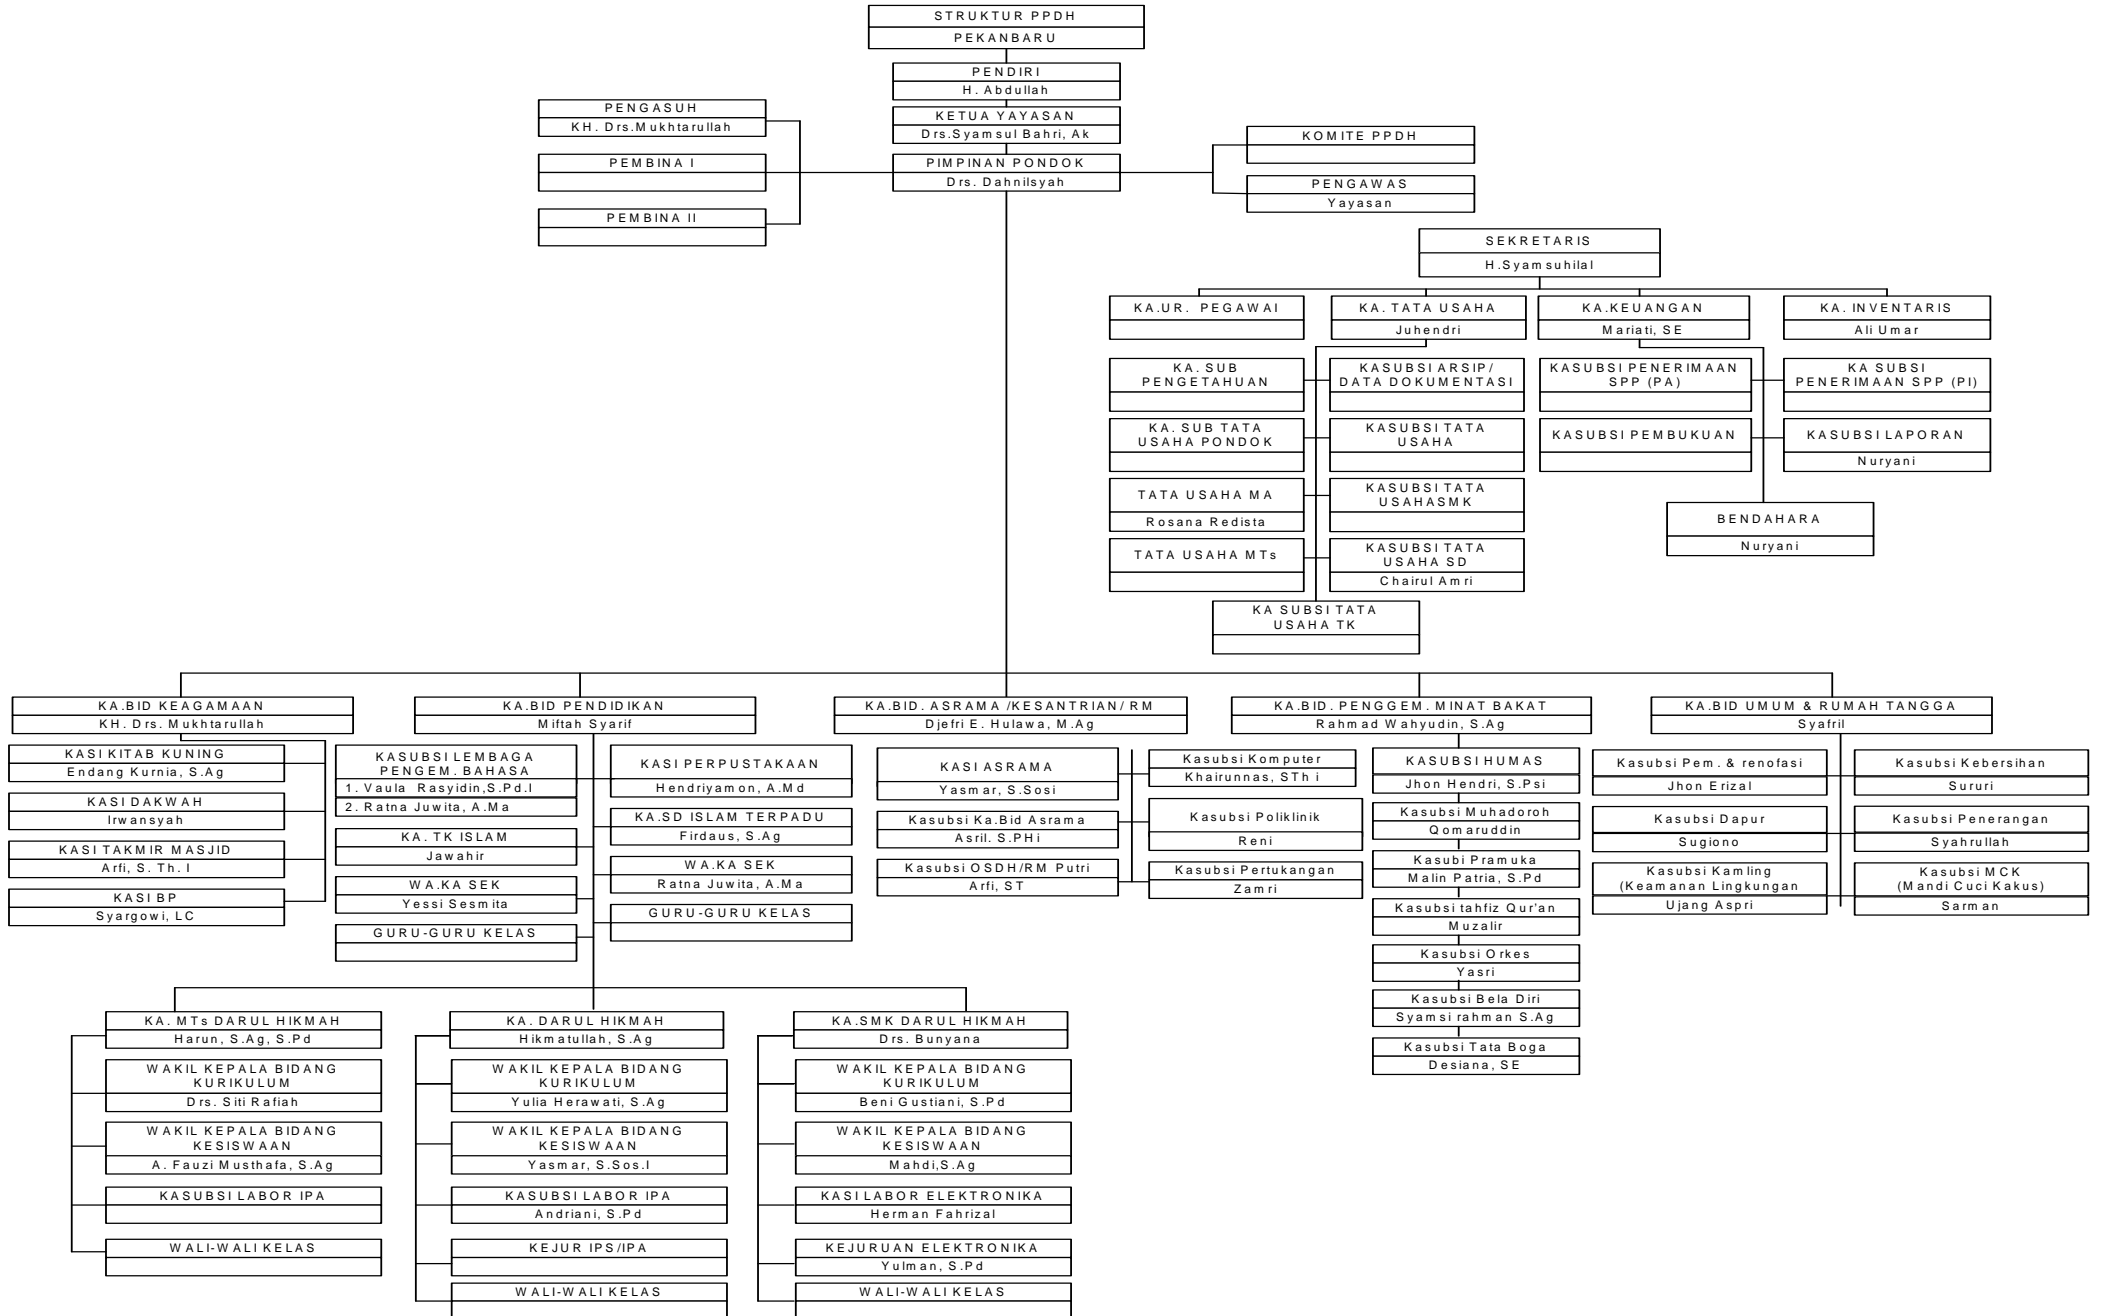 STRUKTUR PPDH
PEKANBARU
PENDIRI
H. Abdullah
KETUA YAYASAN
Drs.Syamsul Bahri, Ak
PIMPINAN PONDOK
Drs. Dahnilsyah
PENGASUH
KH. Drs.Mukhtarullah
PEMBINA I
PEMBINA II
KOMITE PPDH
PENGAWAS
Yayasan
SEKRETARIS
H.Syamsuhilal
KA.UR. PEGAWAI
KA. TATA USAHA
Juhendri
KA.KEUANGAN
Mariati, SE
KA. INVENTARIS
Ali Umar
KA. SUB
PENGETAHUAN
KASUBSI ARSIP/
DATA DOKUMENTASI
KASUBSI PENERIMAAN
SPP (PA)
KA SUBSI
PENERIMAAN SPP (PI)
KA. SUB TATA
USAHA PONDOK
KASUBSI TATA
USAHA
KASUBSI PEMBUKUAN
KASUBSI LAPORAN
Nuryani
TATA USAHA MA
Rosana Redista
KASUBSI TATA
USAHASMK
BENDAHARA
Nuryani
TATA USAHA MTs
KASUBSI TATA
USAHA SD
Chairul Amri
KA SUBSI TATA
USAHA TK
KA.BID KEAGAMAAN
KH. Drs. Mukhtarullah
KASI KITAB KUNING
Endang Kurnia, S.Ag
KASI DAKWAH
Irwansyah
KASI TAKMIR MASJID
Arfi, S. Th. I
KASI BP
Syargowi, LC
KA.BID PENDIDIKAN
Miftah Syarif
KASUBSI LEMBAGA
PENGEM. BAHASA
1. Vaula Rasyidin,S.Pd.I
2. Ratna Juwita, A.Ma
KA. TK ISLAM
Jawahir
WA.KA SEK
Yessi Sesmita
GURU-GURU KELAS
KASI PERPUSTAKAAN
Hendriyamon, A.Md
KA.SD ISLAM TERPADU
Firdaus, S.Ag
WA.KA SEK
Ratna Juwita, A.Ma
GURU-GURU KELAS
KA.BID. ASRAMA /KESANTRIAN/ RM
Djefri E. Hulawa, M.Ag
KASI ASRAMA
Yasmar, S.Sosi
Kasubsi Ka.Bid Asrama
Asril. S.PHi
Kasubsi OSDH/RM Putri
Arfi, ST
Kasubsi Komputer
Khairunnas, STh i
Kasubsi Poliklinik
Reni
Kasubsi Pertukangan
Zamri
KA.BID. PENGGEM. MINAT BAKAT
Rahmad Wahyudin, S.Ag
KASUBSI HUMAS
Jhon Hendri, S.Psi
Kasubsi Muhadoroh
Qomaruddin
Kasubi Pramuka
Malin Patria, S.Pd
Kasubsi tahfiz Qur'an
Muzalir
Kasubsi Orkes
Yasri
Kasubsi Bela Diri
Syamsirahman S.Ag
Kasubsi Tata Boga
Desiana, SE
KA.BID UMUM & RUMAH TANGGA
Syafril
Kasubsi Pem. & renofasi
Jhon Erizal
Kasubsi Dapur
Sugiono
Kasubsi Kamling
(Keamanan Lingkungan
Ujang Aspri
Kasubsi Kebersihan
Sururi
Kasubsi Penerangan
Syahrullah
Kasubsi MCK
(Mandi Cuci Kakus)
Sarman
KA. MTs DARUL HIKMAH
Harun, S.Ag, S.Pd
WAKIL KEPALA BIDANG
KURIKULUM
Drs. Siti Rafiah
WAKIL KEPALA BIDANG
KESISWAAN
A. Fauzi Musthafa, S.Ag
KASUBSI LABOR IPA
WALI-WALI KELAS
KA. DARUL HIKMAH
Hikmatullah, S.Ag
WAKIL KEPALA BIDANG
KURIKULUM
Yulia Herawati, S.Ag
WAKIL KEPALA BIDANG
KESISWAAN
Yasmar, S.Sos.I
KASUBSI LABOR IPA
Andriani, S.Pd
KEJUR IPS/IPA
WALI-WALI KELAS
KA.SMK DARUL HIKMAH
Drs. Bunyana
WAKIL KEPALA BIDANG
KURIKULUM
Beni Gustiani, S.Pd
WAKIL KEPALA BIDANG
KESISWAAN
Mahdi,S.Ag
KASI LABOR ELEKTRONIKA
Herman Fahrizal
KEJURUAN ELEKTRONIKA
Yulman, S.Pd
WALI-WALI KELAS